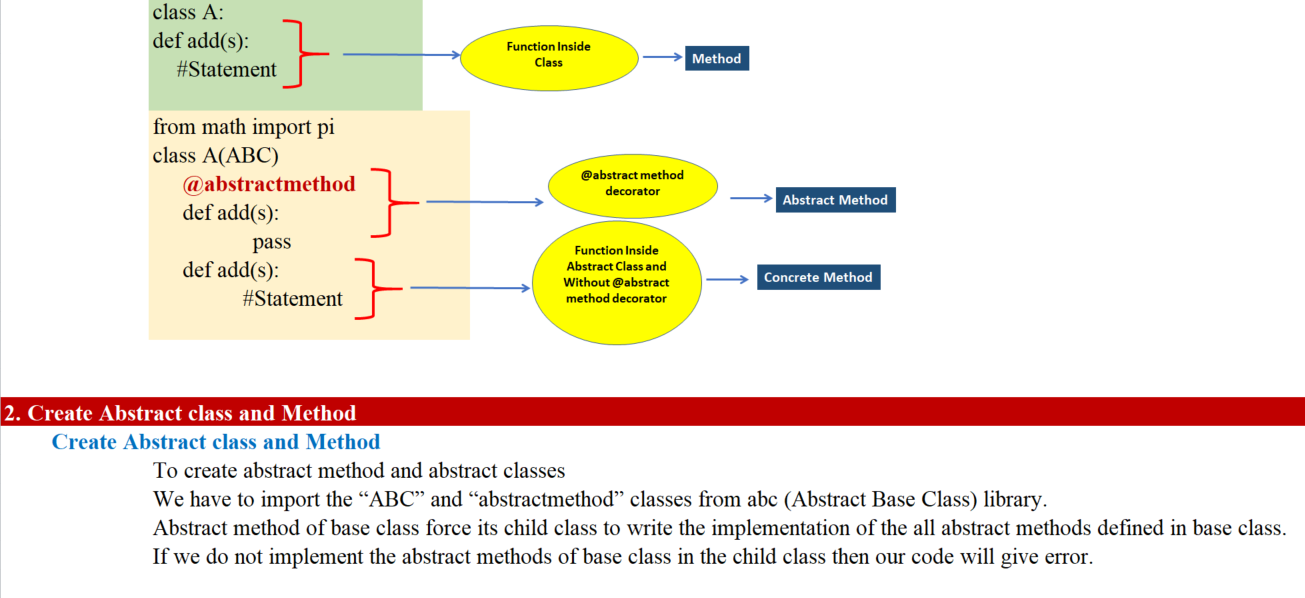 class A:
def add(s):
#Statement
Function Inside
Class
Method
from math import pi
class A(ABC)
@abstractmethod
def add(s):
pass
def add(s):
#Statement
@abstract method
decorator
Abstract Method
Function Inside
Abstract Class and
Without @abstract
method decorator
Concrete Method
2. Create Abstract class and Method
Create Abstract class and Method
To create abstract method and abstract classes
We have to import the “ABC” and “abstractmethod” classes from abc (Abstract Base Class) library.
Abstract method of base class force its child class to write the implementation of the all abstract methods defined in base class.
If we do not implement the abstract methods of base class in the child class then our code will give error.